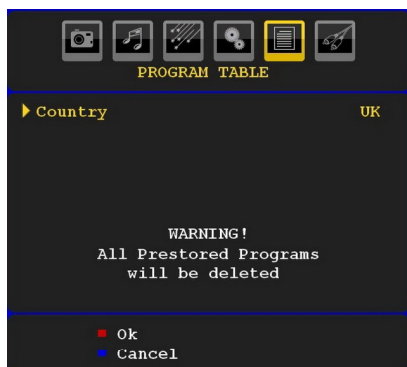 PROGRAM TABLE
Country UK
WARNING!
All Prestored Programs
will be deleted
Ok
Cancel